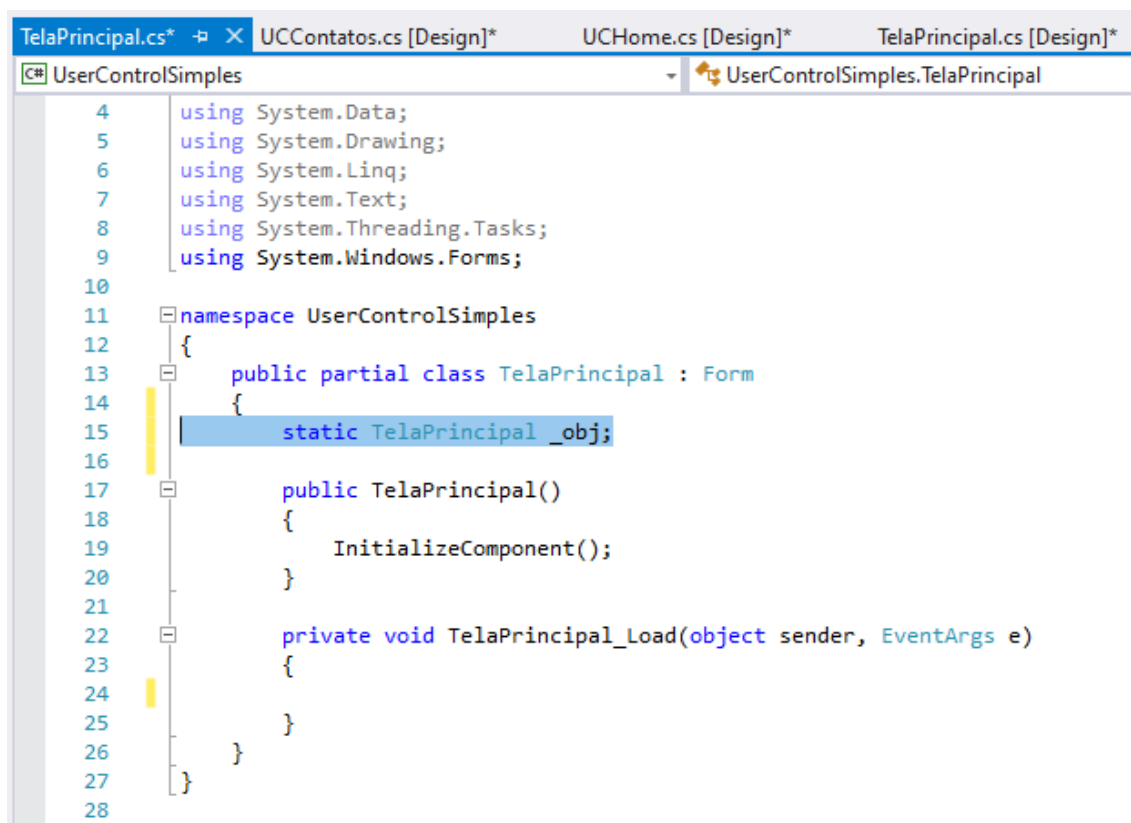 TelaPrincipal.cs* UCContatos.cs [Design]* UCHome.cs [Design]* TelaPrincipal.cs [Design]*
C# UserControlSimples UserControlSimples.TelaPrincipal
4 using System.Data;
5 using System.Drawing;
6 using System.Linq;
7 using System.Text;
8 using System.Threading.Tasks;
9 using System.Windows.Forms;
10
11 namespace UserControlSimples
12 {
13 public partial class TelaPrincipal : Form
14 {
15 static TelaPrincipal _obj;
16
17 public TelaPrincipal()
18 {
19 InitializeComponent();
20 }
21
22 private void TelaPrincipal_Load(object sender, EventArgs e)
23 {
24
25 }
26 }
27 }
28